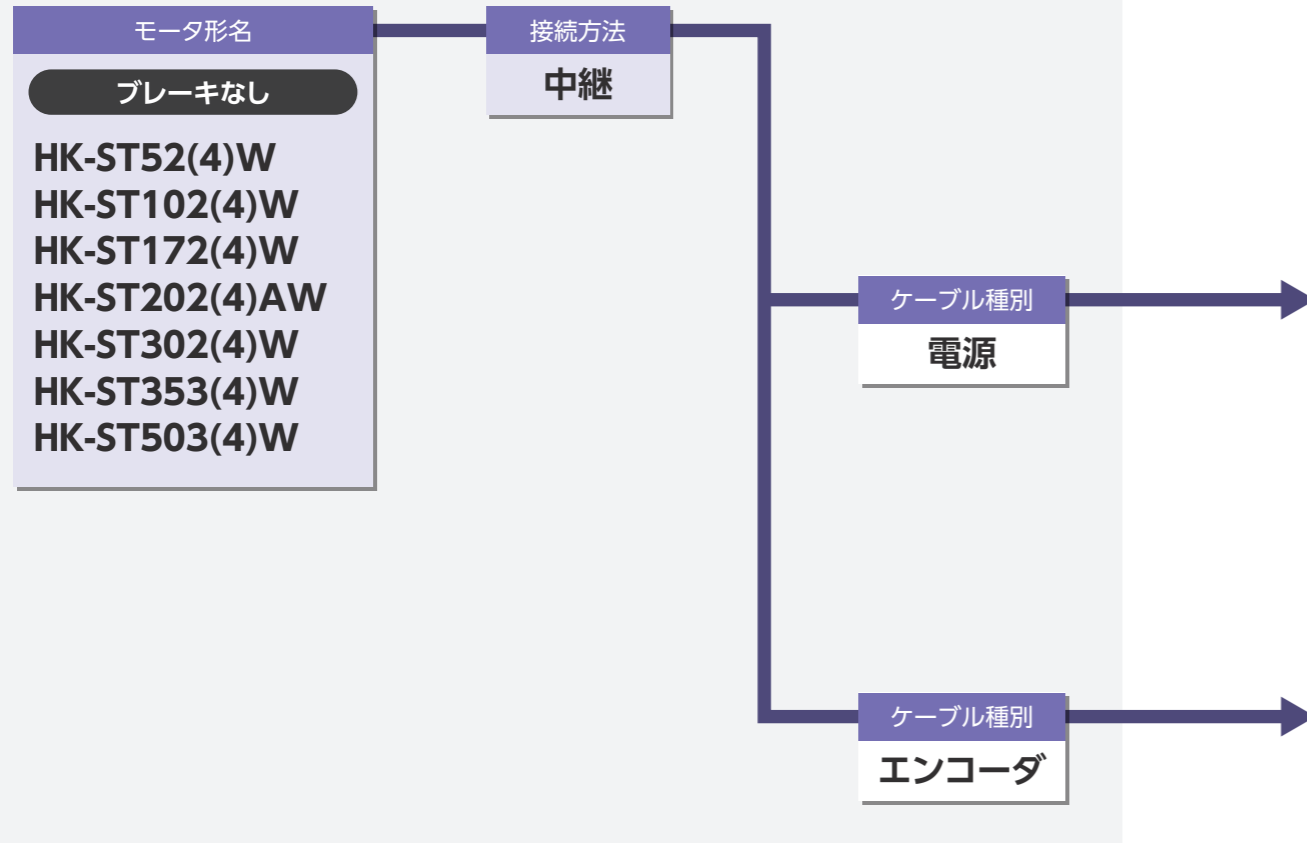 モータ形名
ブレーキなし
HK-ST52(4)W
HK-ST102(4)W
HK-ST172(4)W
HK-ST202(4)AW
HK-ST302(4)W
HK-ST353(4)W
HK-ST503(4)W
接続方法
中継
ケーブル種別
電源
ケーブル種別
エンコーダ